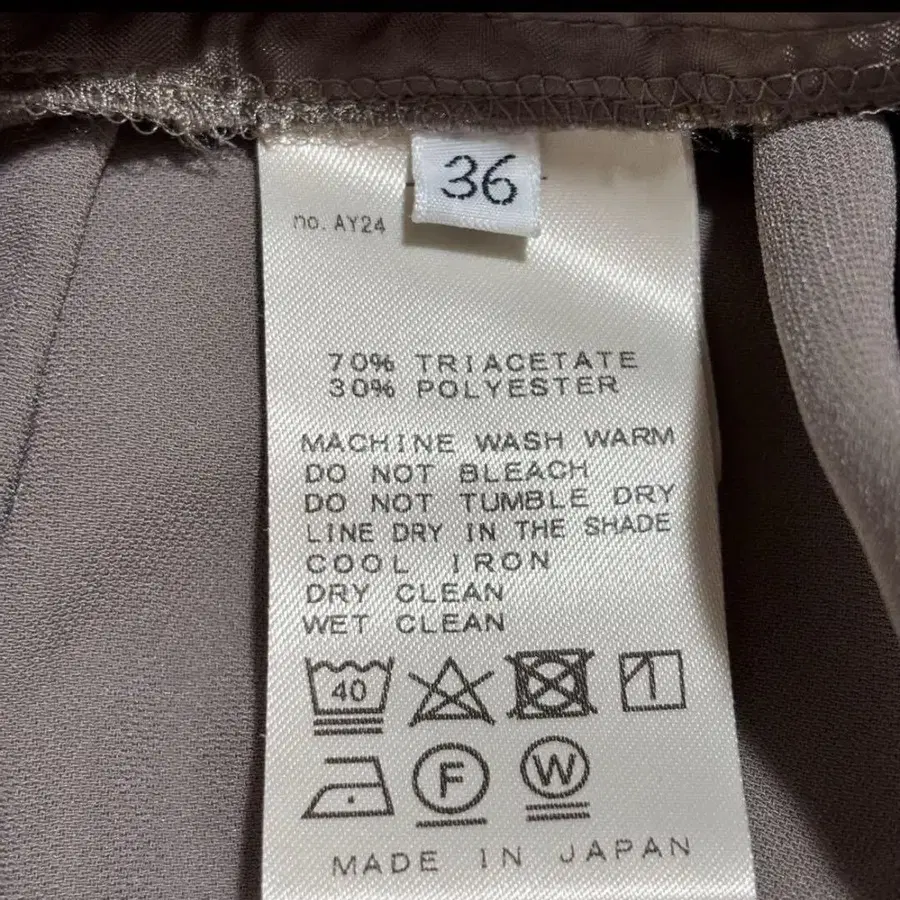 36
no. AY24
70% TRIACETATE
30% POLYESTER
MACHINE WASH WARM
DO NOT BLEACH
DO NOT TUMBLE DRY
LINE DRY IN THE SHADE
COOL IRON
DRY CLEAN
WET CLEAN
40
F W
MADE IN JAPAN